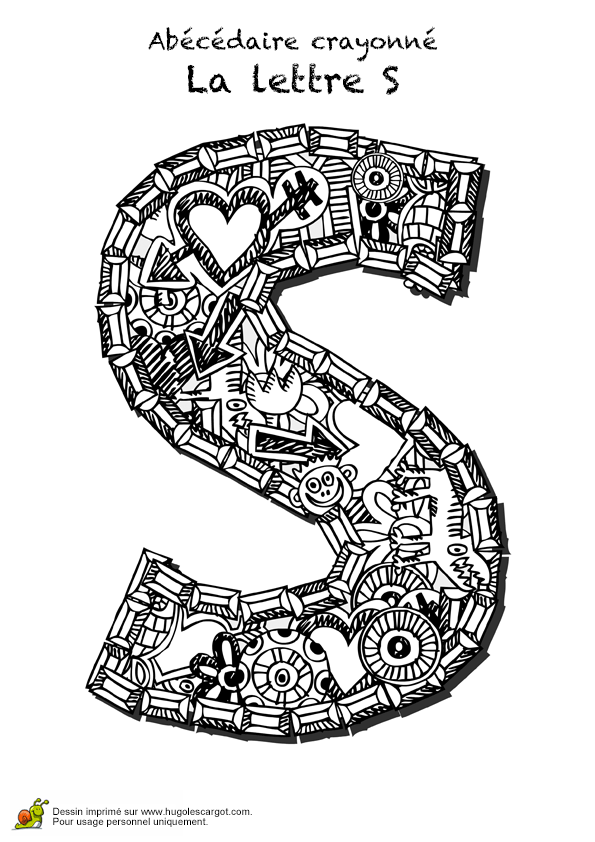 Abécédaire crayonné
La lettre S
S
Dessin imprimé sur www.hugolescargot.com.
Pour usage personnel uniquement.